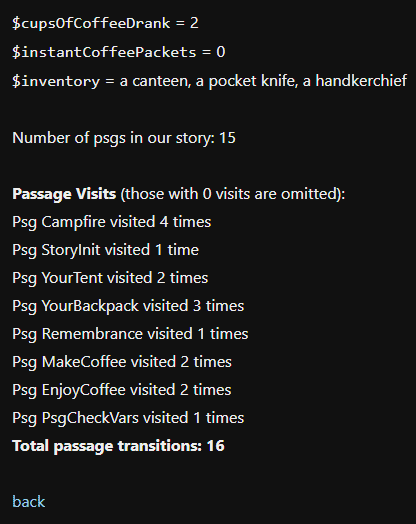 $cupsOfCoffeeDrank = 2
$instantCoffeePackets = 0
$inventory = a canteen, a pocket knife, a handkerchief
Number of psgs in our story: 15
Passage Visits (those with 0 visits are omitted):
Psg Campfire visited 4 times
Psg StoryInit visited 1 time
Psg YourTent visited 2 times
Psg YourBackpack visited 3 times
Psg Remembrance visited 1 times
Psg MakeCoffee visited 2 times
Psg EnjoyCoffee visited 2 times
Psg PsgCheckVars visited 1 times
Total passage transitions: 16
back